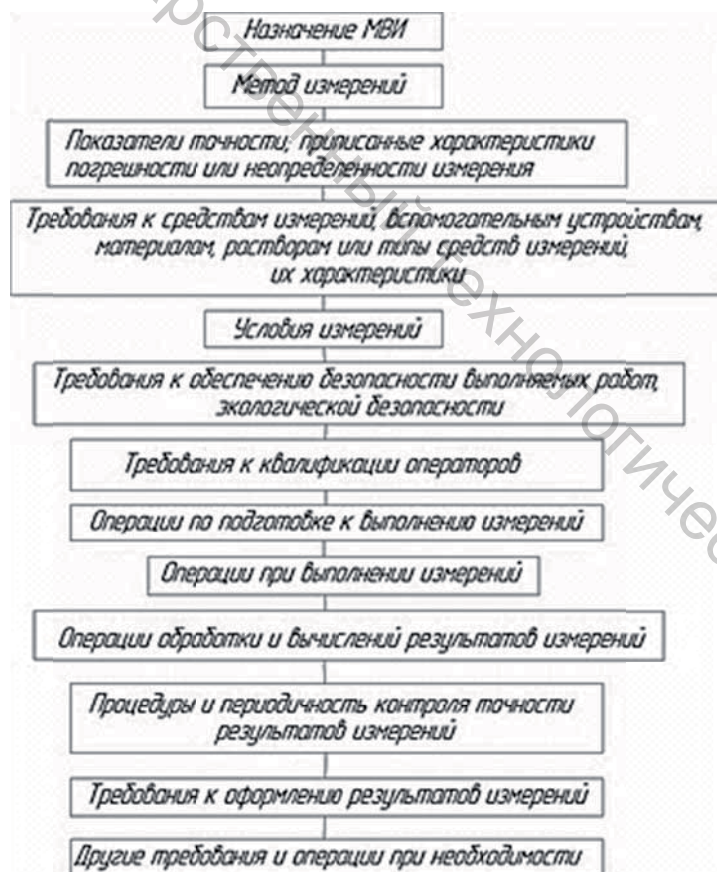 Назначение МВИ
Метод измерений
Показатели точности, приписанные характеристики
погрешности или неопределенности измерения
Требования к средствам измерений, вспомогательным устройствам,
материалам, растворам или типы средств измерений,
их характеристики
Условия измерений
Требования к обеспечению безопасности выполняемых работ,
экологической безопасности
Требования к квалификации операторов
Операции по подготовке к выполнению измерений
Операции при выполнении измерений
Операции обработки и вычислений результатов измерений
Процедуры и периодичность контроля точности
результатов измерений
Требования к оформлению результатов измерений
Другие требования и операции при необходимости